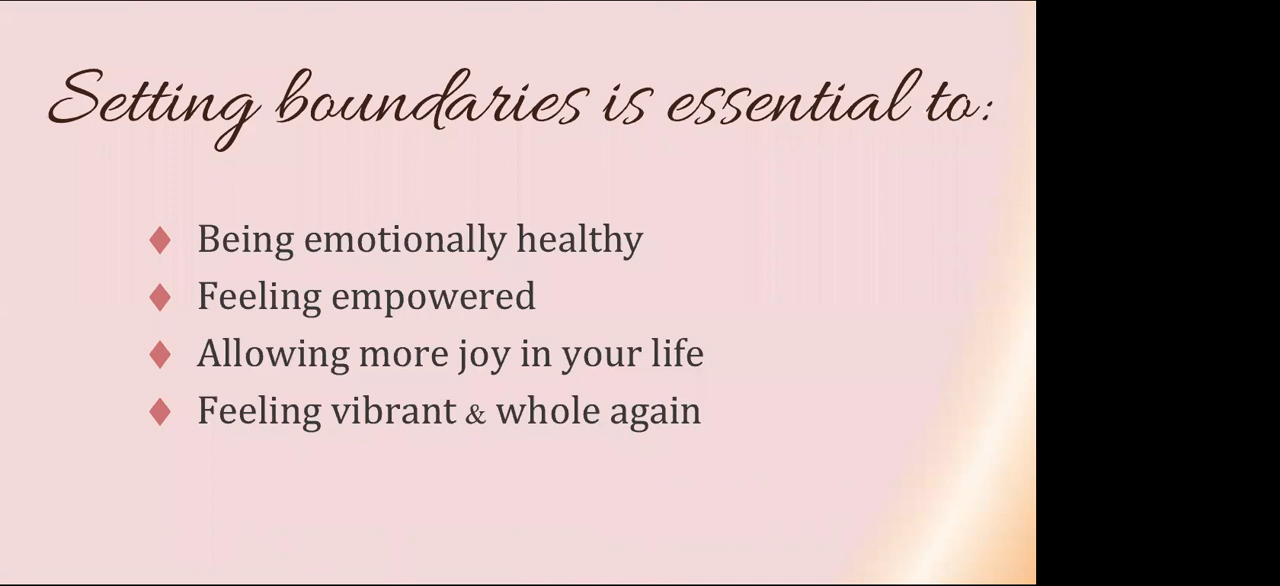 Setting boundaries is essential to:
Being emotionally healthy
Feeling empowered
Allowing more joy in your life
Feeling vibrant & whole again